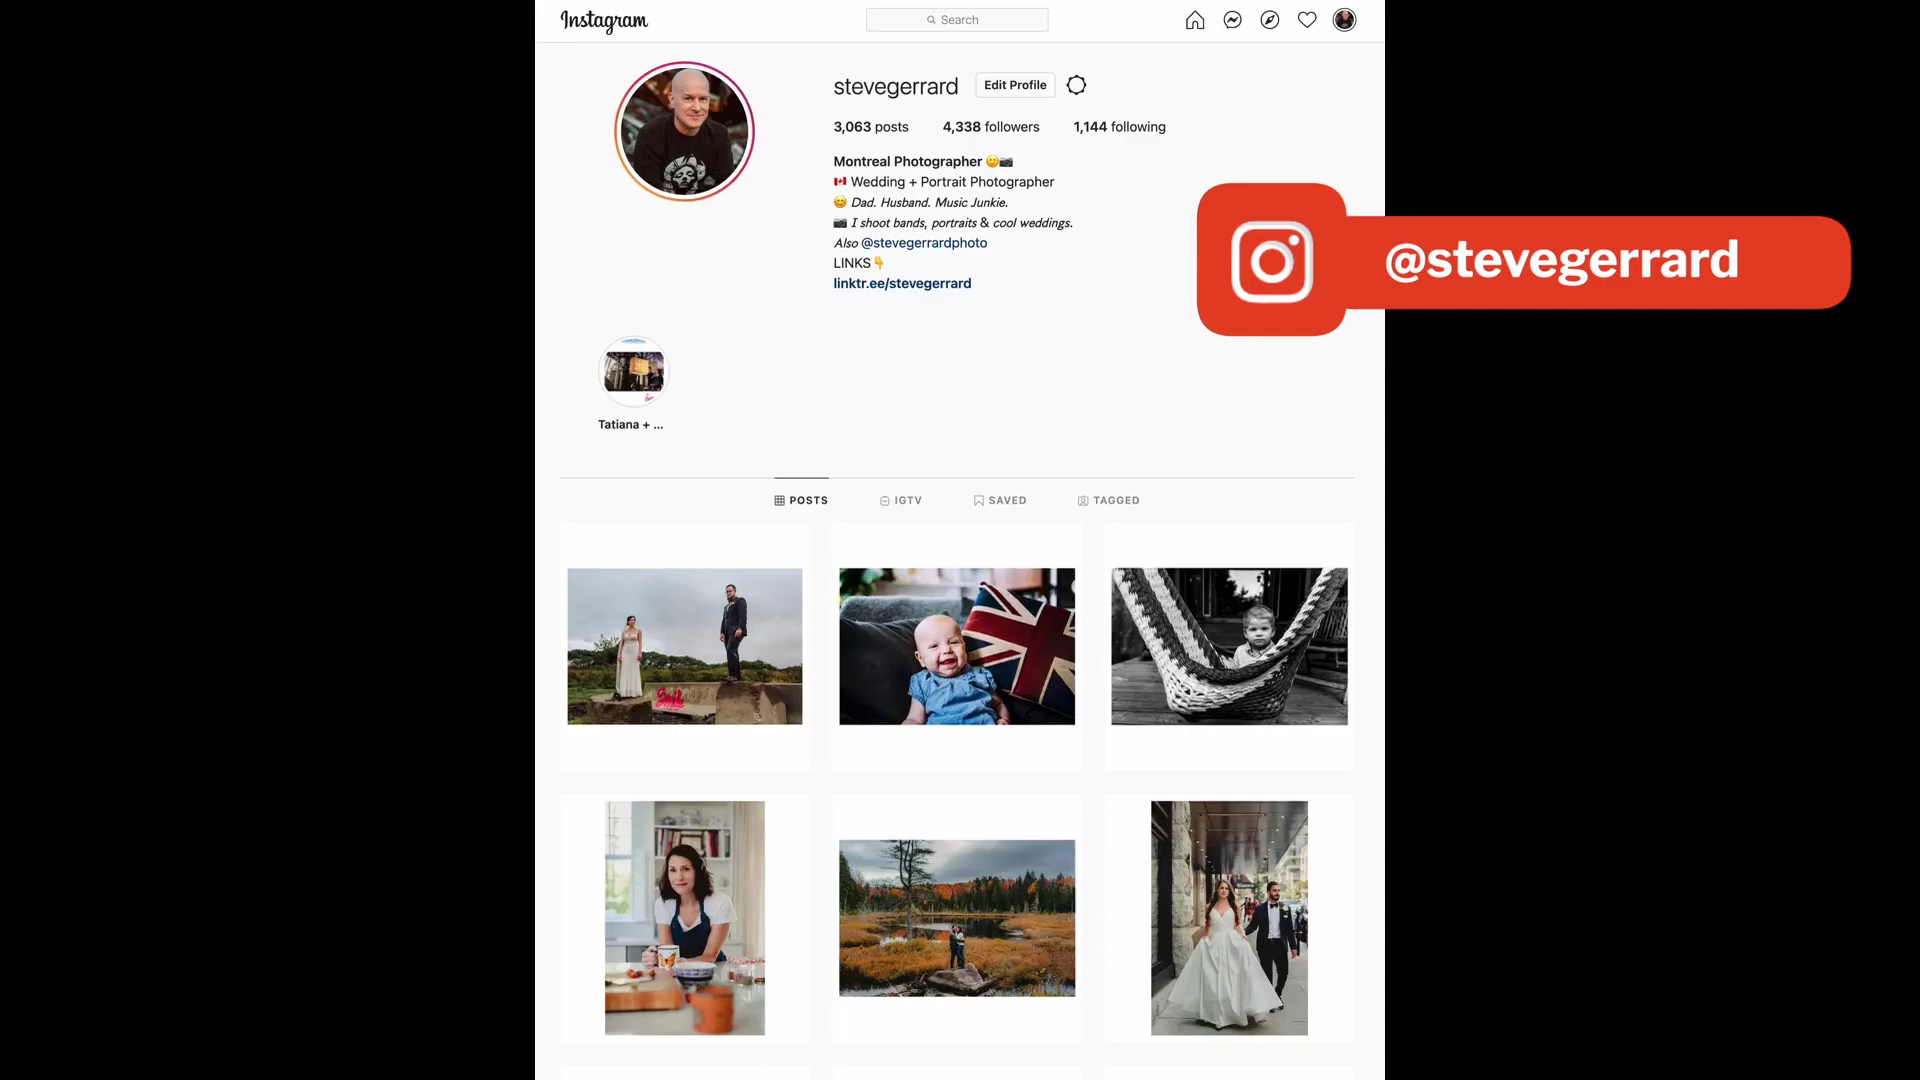 Instagram
Search
stevegerrard
Edit Profile
3,063 posts
4,338 followers
1,144 following
Montreal Photographer 🙂📷
🇨🇦 Wedding + Portrait Photographer
😊 Dad. Husband. Music Junkie.
📷 I shoot bands, portraits & cool weddings.
Also @stevegerrardphoto
LINKS👇
linktr.ee/stevegerrard
@stevegerrard
Tatiana + ...
POSTS
IGTV
SAVED
TAGGED